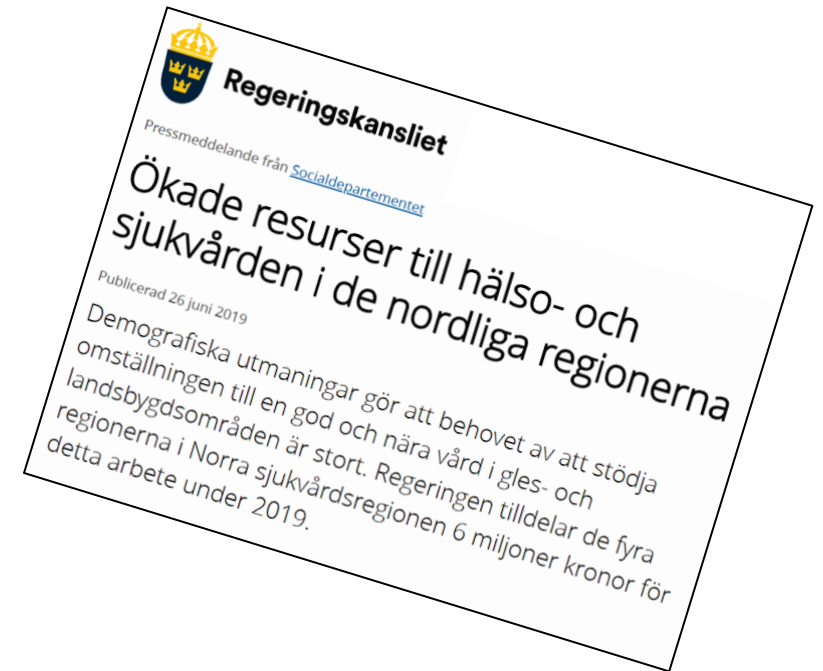 Regeringskansliet
Pressmeddelande från Socialdepartementet
Ökade resurser till hälso- och
sjukvården i de nordliga regionerna
Publicerad 26 juni 2019
Demografiska utmaningar gör att behovet av att stödja
omställningen till en god och nära vård i gles- och
landsbygdsområden är stort. Regeringen tilldelar de fyra
regionerna i Norra sjukvårdsregionen 6 miljoner kronor för
detta arbete under 2019.